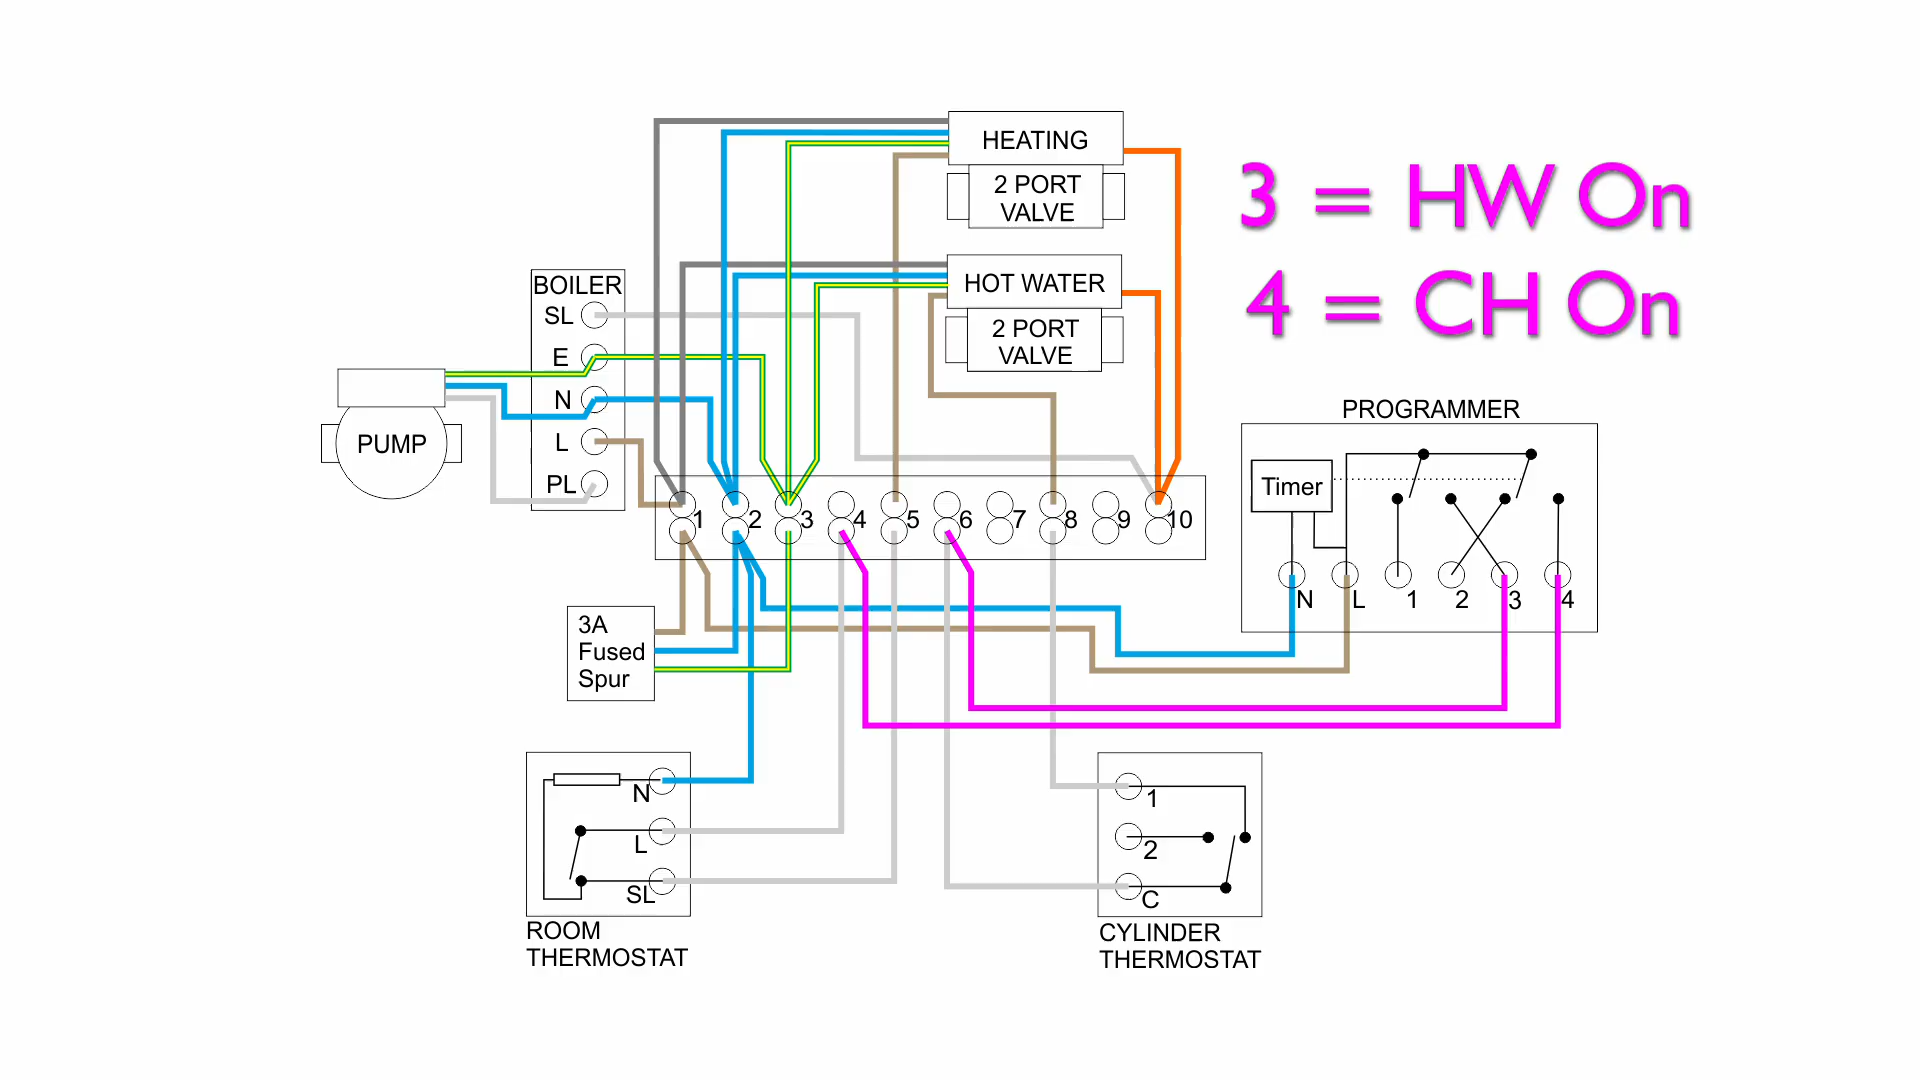 HEATING
2 PORT
VALVE
3 = HW On
HOT WATER
2 PORT
VALVE
4 = CH On
BOILER
SL
E
N
L
PL
PUMP
PROGRAMMER
Timer
N L 1 2 3 4
1 2 3 4 5 6 7 8 9 10
3A
Fused
Spur
N
L
SL
ROOM
THERMOSTAT
1
2
C
CYLINDER
THERMOSTAT